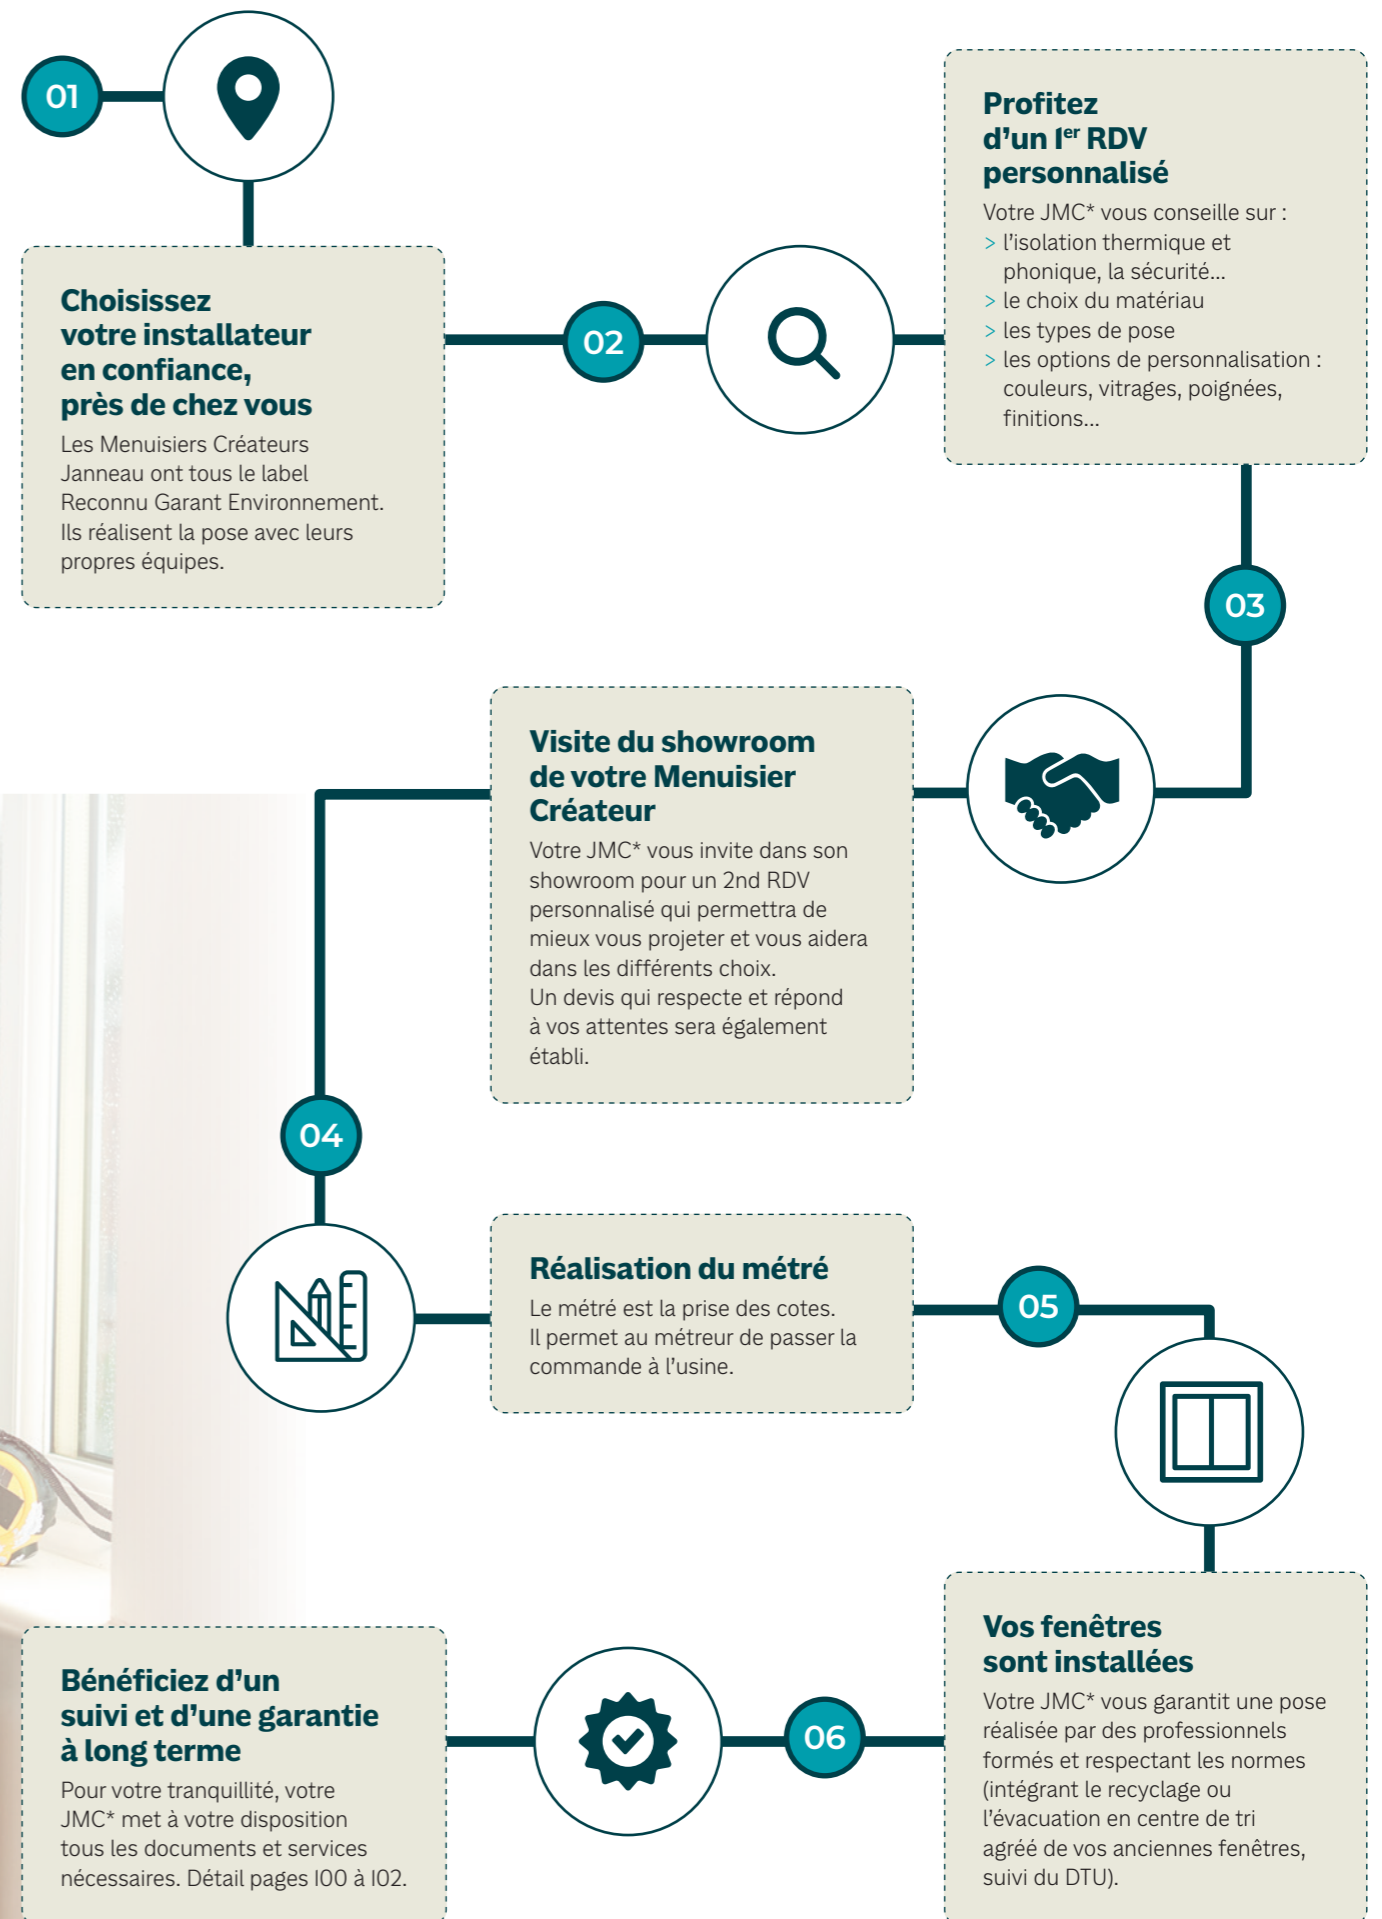 01
Choisissez
votre installateur
en confiance,
près de chez vous
Les Menuisiers Créateurs
Janneau ont tous le label
Reconnu Garant Environnement.
Ils réalisent la pose avec leurs
propres équipes.
02
Profitez
d’un 1er RDV
personnalisé
Votre JMC* vous conseille sur :
> l’isolation thermique et
phonique, la sécurité...
> le choix du matériau
> les types de pose
> les options de personnalisation :
couleurs, vitrages, poignées,
finitions...
03
Visite du showroom
de votre Menuisier
Créateur
Votre JMC* vous invite dans son
showroom pour un 2nd RDV
personnalisé qui permettra de
mieux vous projeter et vous aidera
dans les différents choix.
Un devis qui respecte et répond
à vos attentes sera également
établi.
04
Réalisation du métré
Le métré est la prise des cotes.
Il permet au métreur de passer la
commande à l’usine.
05
Vos fenêtres
sont installées
Votre JMC* vous garantit une pose
réalisée par des professionnels
formés et respectant les normes
(intégrant le recyclage ou
l’évacuation en centre de tri
agréé de vos anciennes fenêtres,
suivi du DTU).
06
Bénéficiez d’un
suivi et d’une garantie
à long terme
Pour votre tranquillité, votre
JMC* met à votre disposition
tous les documents et services
nécessaires. Détail pages 100 à 102.